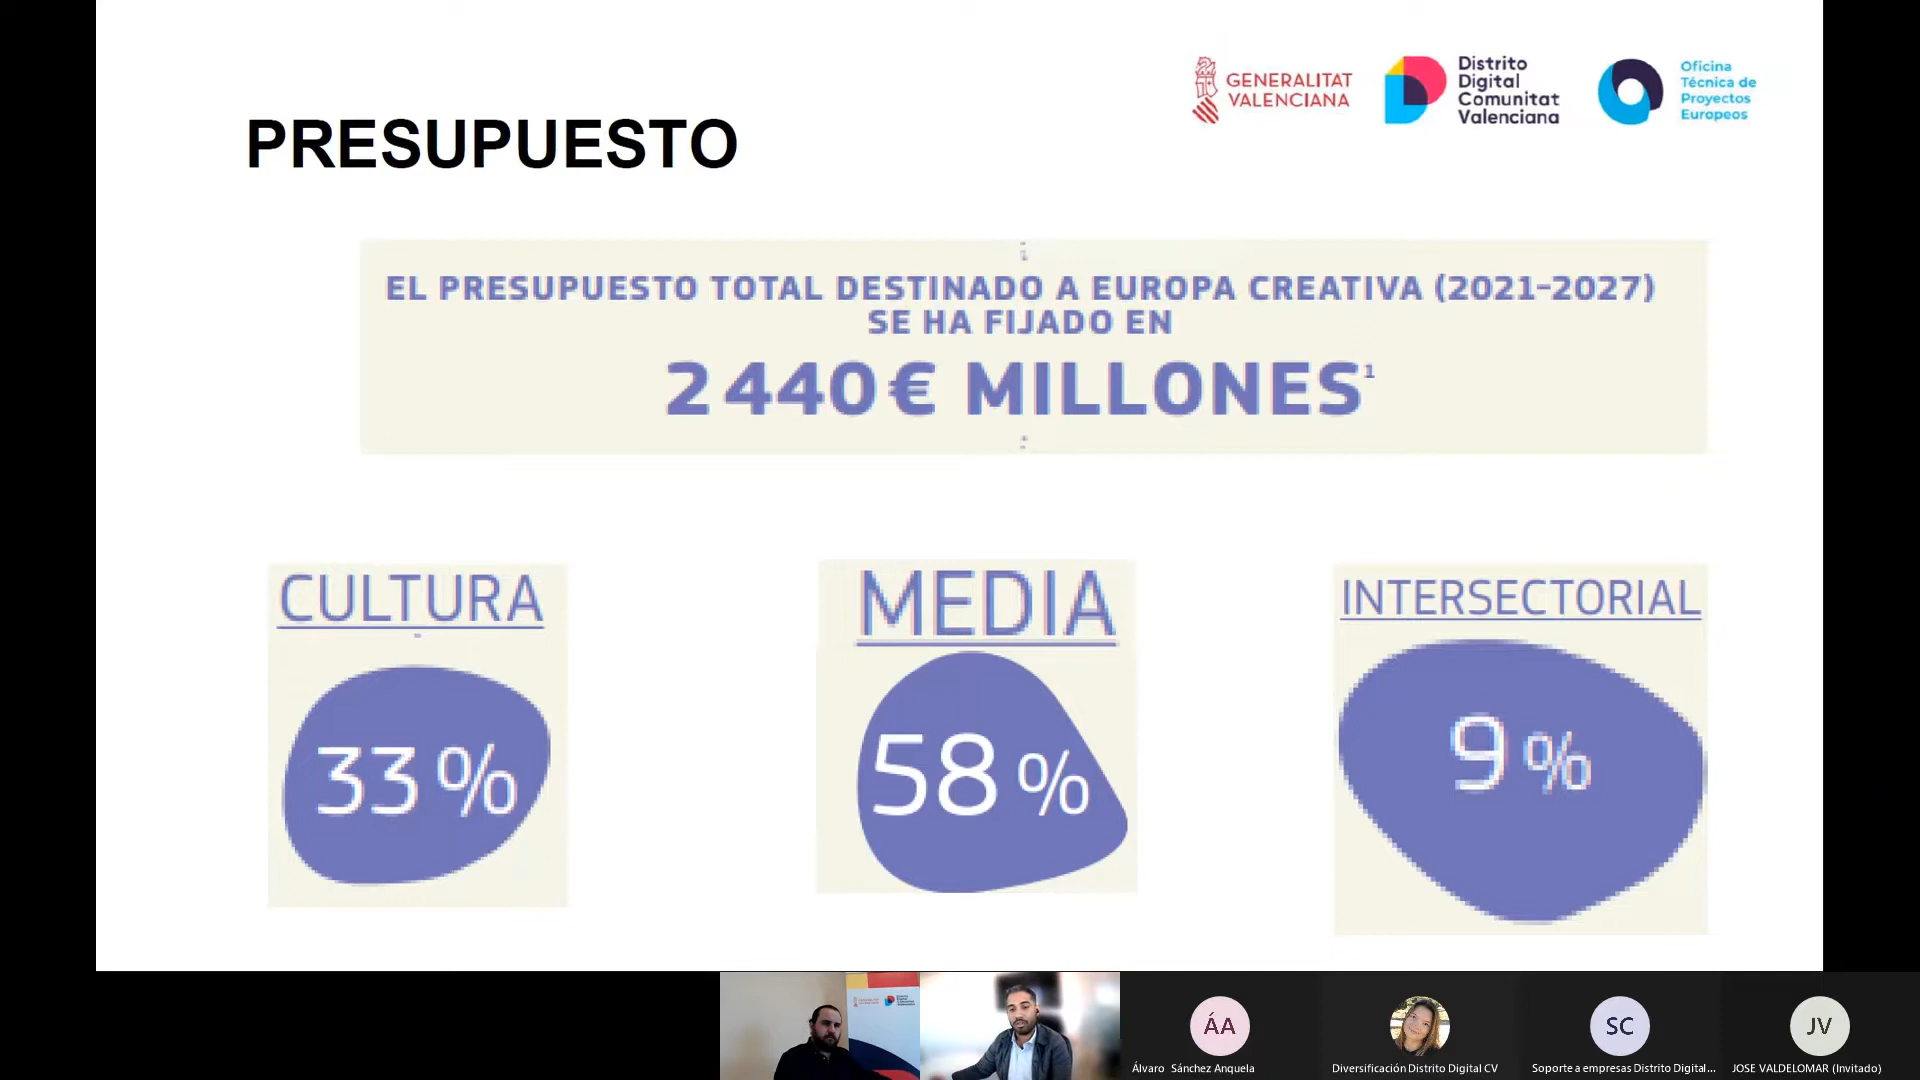 PRESUPUESTO
GENERALITAT
VALENCIANA
Distrito
Digital
Comunitat
Valenciana
Oficina
Técnica de
Proyectos
Europeos
EL PRESUPUESTO TOTAL DESTINADO A EUROPA CREATIVA (2021-2027)
SE HA FIJADO EN
2 440 € MILLONES¹
CULTURA
33 %
MEDIA
58 %
INTERSECTORIAL
9 %
ÁA
Álvaro Sánchez Anquela
Diversificación Distrito Digital CV
SC
Soporte a empresas Distrito Digital...
JV
JOSE VALDELOMAR (Invitado)